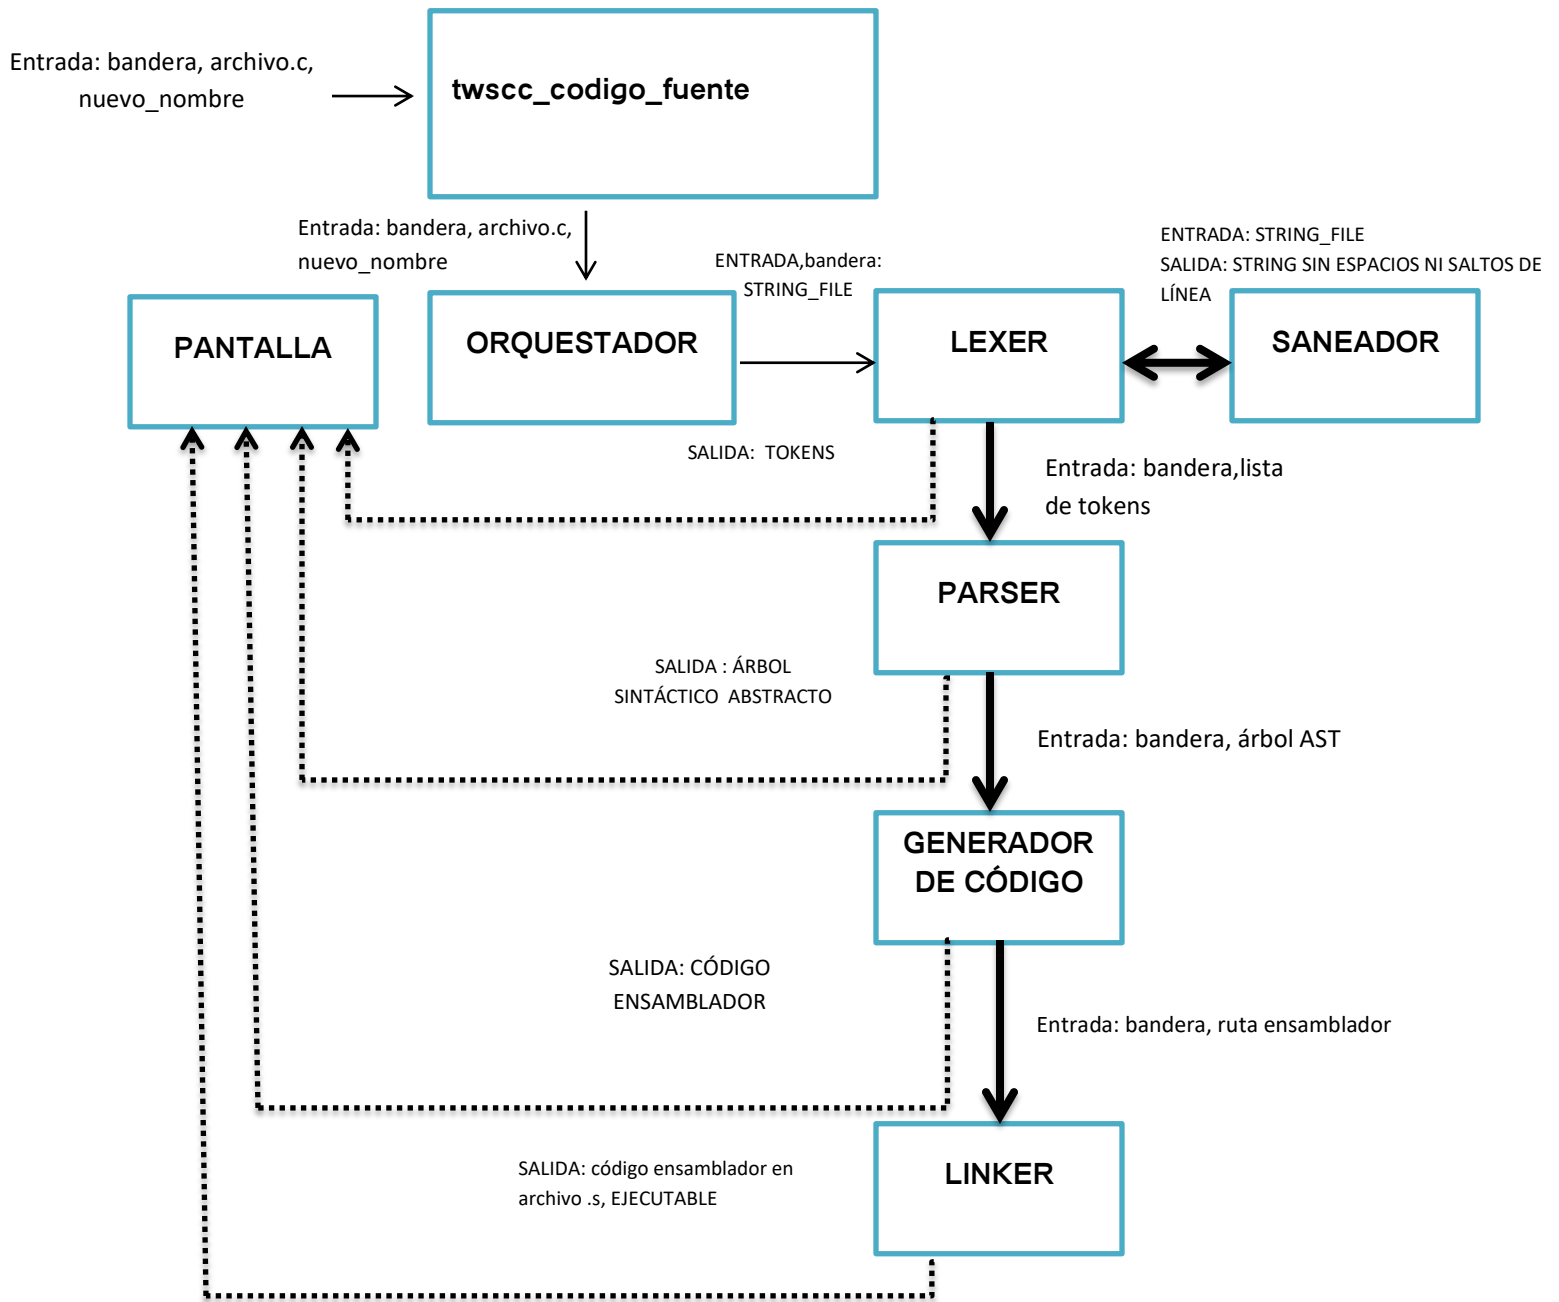 Entrada: bandera, archivo.c,
nuevo_nombre
twscc_codigo_fuente
Entrada: bandera, archivo.c,
nuevo_nombre
ENTRADA,bandera:
STRING_FILE
ENTRADA: STRING_FILE
SALIDA: STRING SIN ESPACIOS NI SALTOS DE
LÍNEA
PANTALLA
ORQUESTADOR
LEXER
SANEADOR
SALIDA: TOKENS
Entrada: bandera,lista
de tokens
PARSER
SALIDA : ÁRBOL
SINTÁCTICO ABSTRACTO
Entrada: bandera, árbol AST
GENERADOR
DE CÓDIGO
SALIDA: CÓDIGO
ENSAMBLADOR
Entrada: bandera, ruta ensamblador
SALIDA: código ensamblador en
archivo .s, EJECUTABLE
LINKER